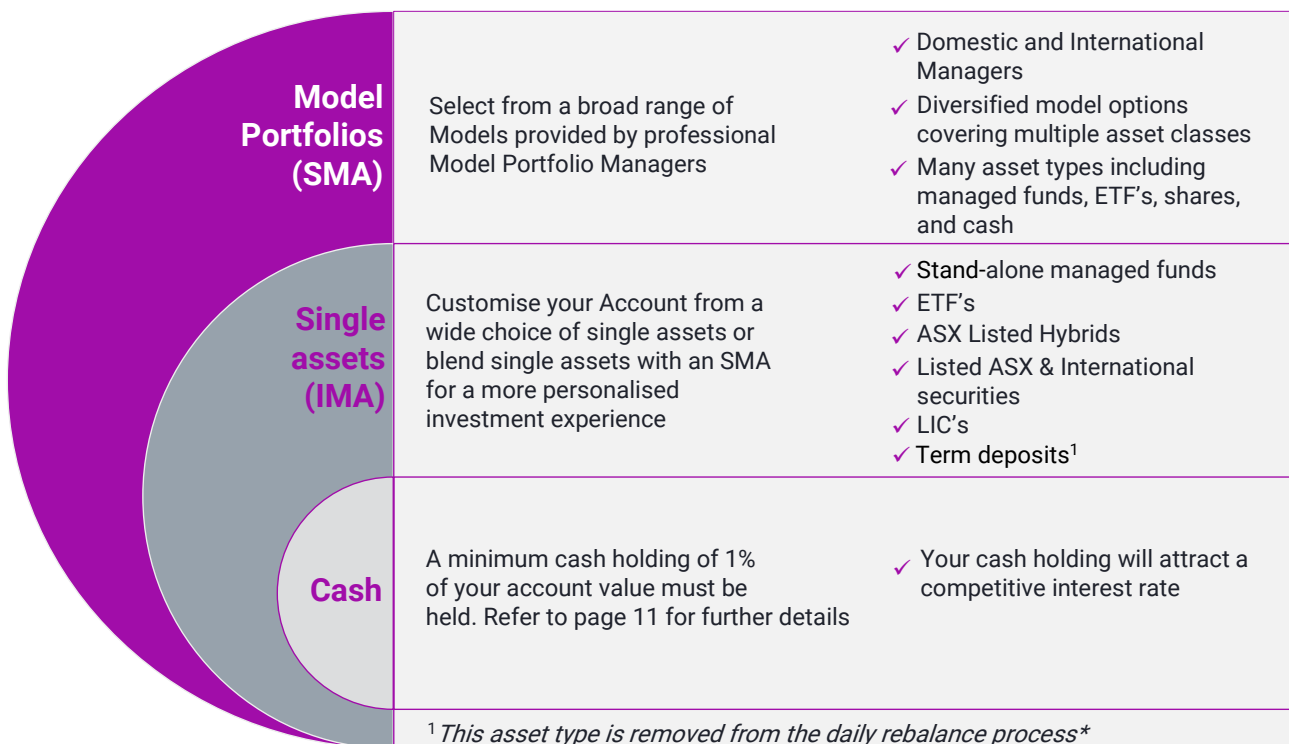 Model
Portfolios
(SMA)
Select from a broad range of
Models provided by professional
Model Portfolio Managers
✓ Domestic and International
Managers
✓ Diversified model options
covering multiple asset classes
✓ Many asset types including
managed funds, ETF's, shares,
and cash
Single
assets
(IMA)
Customise your Account from a
wide choice of single assets or
blend single assets with an SMA
for a more personalised
investment experience
✓ Stand-alone managed funds
✓ ETF's
✓ ASX Listed Hybrids
✓ Listed ASX & International
securities
✓ LIC's
✓ Term deposits¹
Cash
A minimum cash holding of 1%
of your account value must be
held. Refer to page 11 for further details
✓ Your cash holding will attract a
competitive interest rate
¹ This asset type is removed from the daily rebalance process*